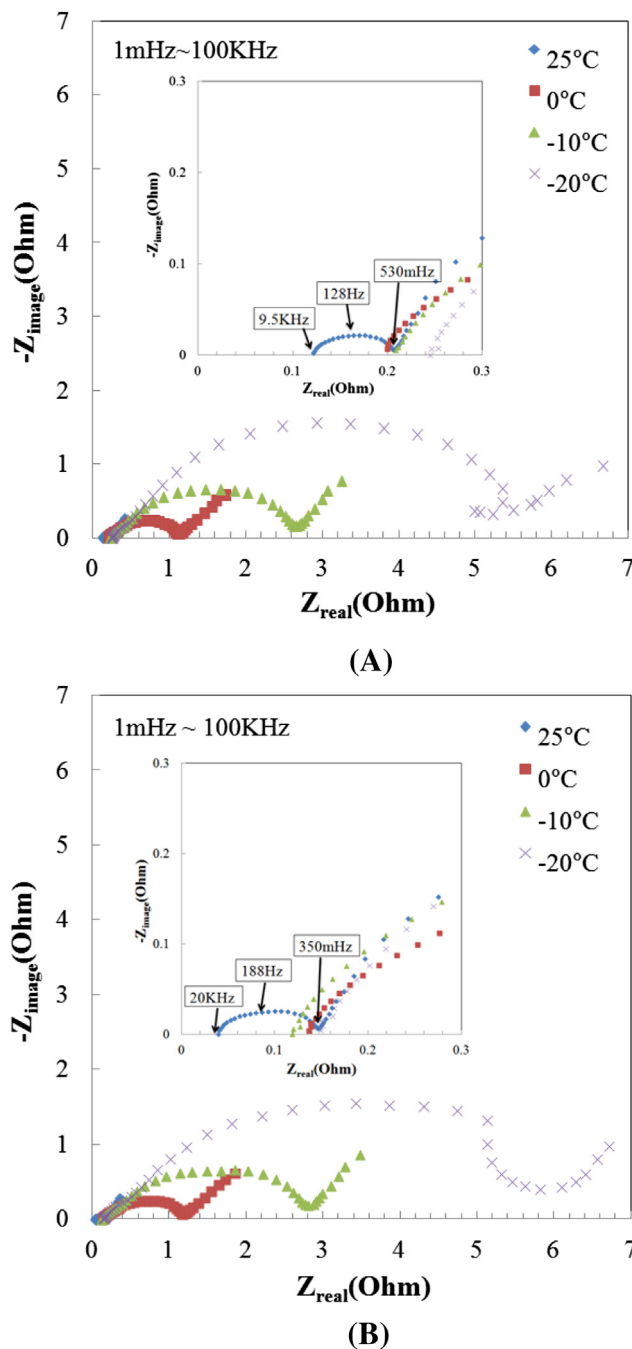 7
6
5
4
3
2
1
0
-Zimage(Ohm)
1mHz~100KHz
25°C
0°C
-10°C
-20°C
0.3
0.2
0.1
0
-Zimage(Ohm)
9.5KHz
128Hz
530mHz
0 0.1 0.2 0.3
Zreal(Ohm)
0 1 2 3 4 5 6 7
Zreal(Ohm)
(A)
7
6
5
4
3
2
1
0
-Zimage(Ohm)
1mHz ~ 100KHz
25°C
0°C
-10°C
-20°C
0.3
0.2
0.1
0
-Zimage(Ohm)
20KHz
188Hz
350mHz
0 0.1 0.2 0.3
Zreal(Ohm)
0 1 2 3 4 5 6 7
Zreal(Ohm)
(B)